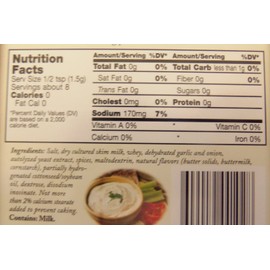 Nutrition
Facts
Serv Size 1/2 tsp (1.5g)
Servings about 6
Calories 0
Fat Cal 0
*Percent Daily Values (DV)
are based on a 2,000
calorie diet.
Amount/Serving %DV*
Total Fat 0g 0%
Sat Fat 0g 0%
Trans Fat 0g
Cholest 0mg 0%
Sodium 170mg 7%
Vitamin A 0%
Calcium 0%
Amount/Serving %DV*
Total Carb less than 1g 0%
Fiber 0g 0%
Sugars 0g
Protein 0g
Vitamin C 0%
Iron 0%
Ingredients: Salt, dry cultured skim milk, whey, dehydrated garlic and onion,
autolyzed yeast extract, spices, maltodextrin, natural flavors (butter solids, buttermilk,
cornstarch), partially hydro-
genated cottonseed/soybean
oil, dextrose, disodium
inosinate. Not more
than 2% calcium stearate
added to prevent caking.
Contains: Milk.